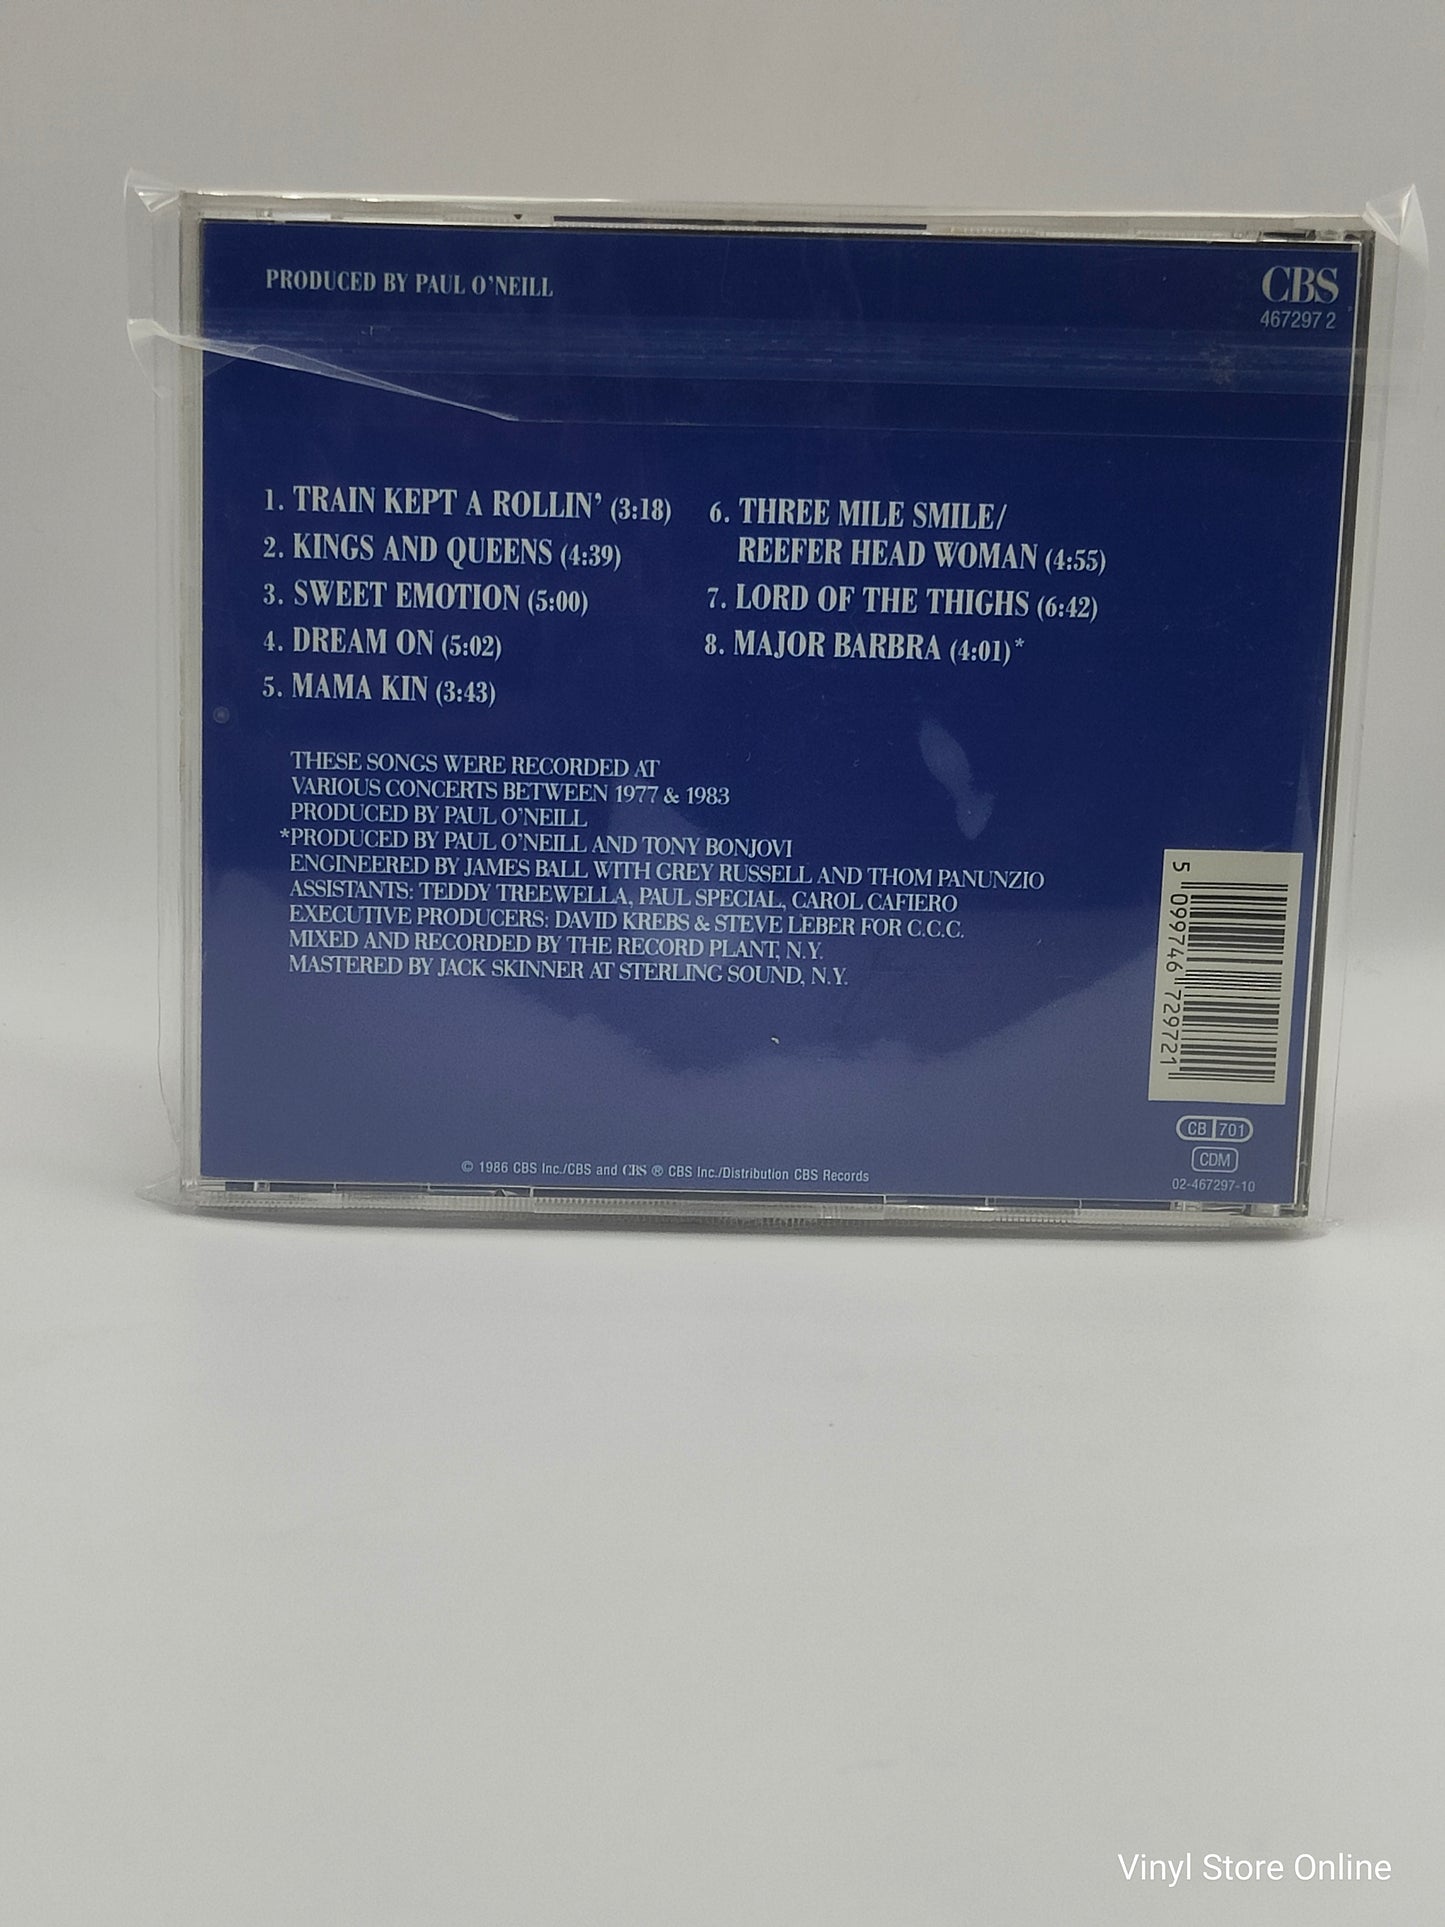 PRODUCED BY PAUL O'NEILL
CBS
467297 2
1. TRAIN KEPT A ROLLIN' (3:18)
2. KINGS AND QUEENS (4:39)
3. SWEET EMOTION (5:00)
4. DREAM ON (5:02)
5. MAMA KIN (3:43)
6. THREE MILE SMILE/
REEFER HEAD WOMAN (4:55)
7. LORD OF THE THIGHS (6:42)
8. MAJOR BARBRA (4:01)*
THESE SONGS WERE RECORDED AT
VARIOUS CONCERTS BETWEEN 1977 & 1983
PRODUCED BY PAUL O'NEILL
*PRODUCED BY PAUL O'NEILL AND TONY BONJOVI
ENGINEERED BY JAMES BALL WITH GREY RUSSELL AND THOM PANUNZIO
ASSISTANTS: TEDDY TREEWELLA, PAUL SPECIAL, CAROL CAFIERO
EXECUTIVE PRODUCERS: DAVID KREBS & STEVE LEBER FOR C.C.C.
MIXED AND RECORDED BY THE RECORD PLANT, N.Y.
MASTERED BY JACK SKINNER AT STERLING SOUND, N.Y.
5 099746 729721
CB 701
CDM
02-467297-10
© 1986 CBS Inc./CBS and CBS ® CBS Inc./Distribution CBS Records
Vinyl Store Online